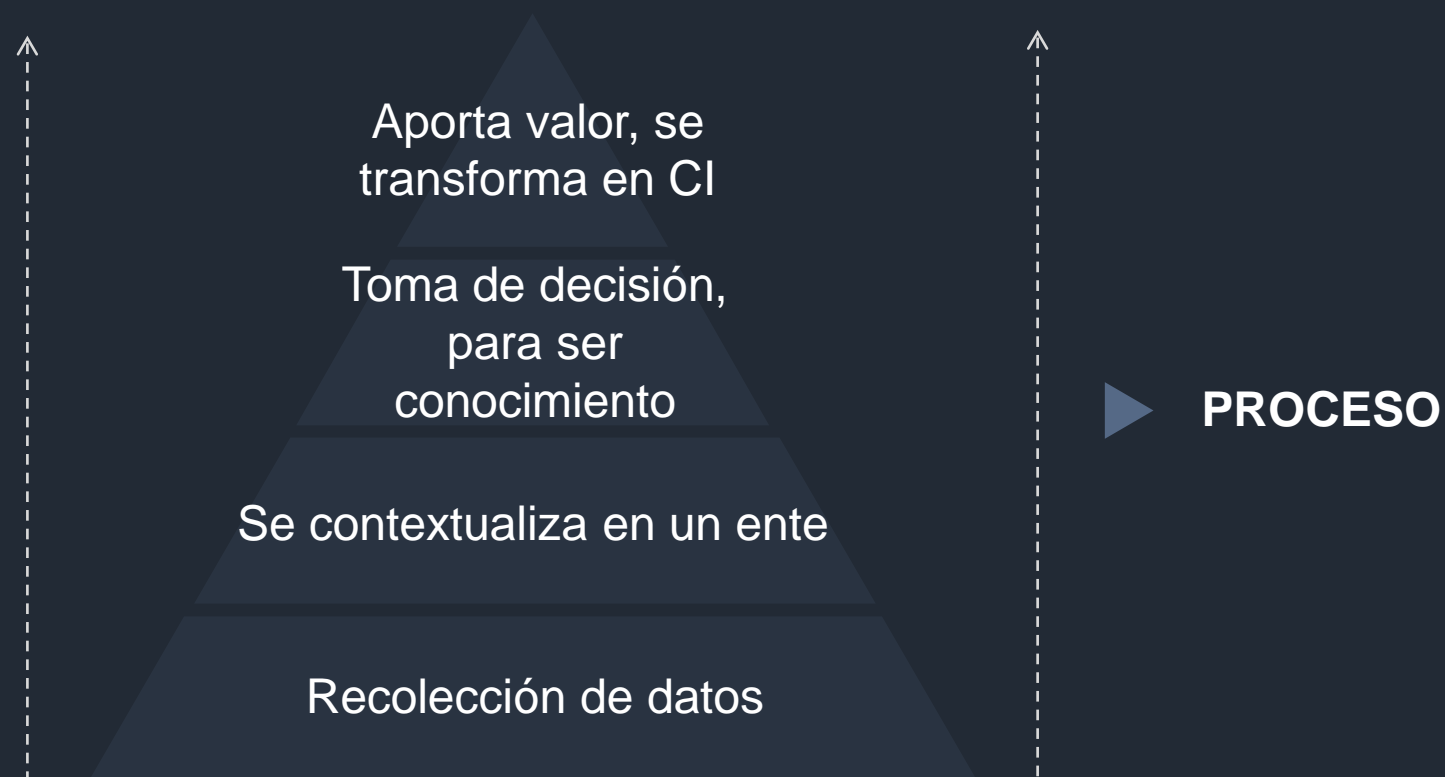 Aporta valor, se
transforma en CI
Toma de decisión,
para ser
conocimiento
PROCESO
Se contextualiza en un ente
Recolección de datos